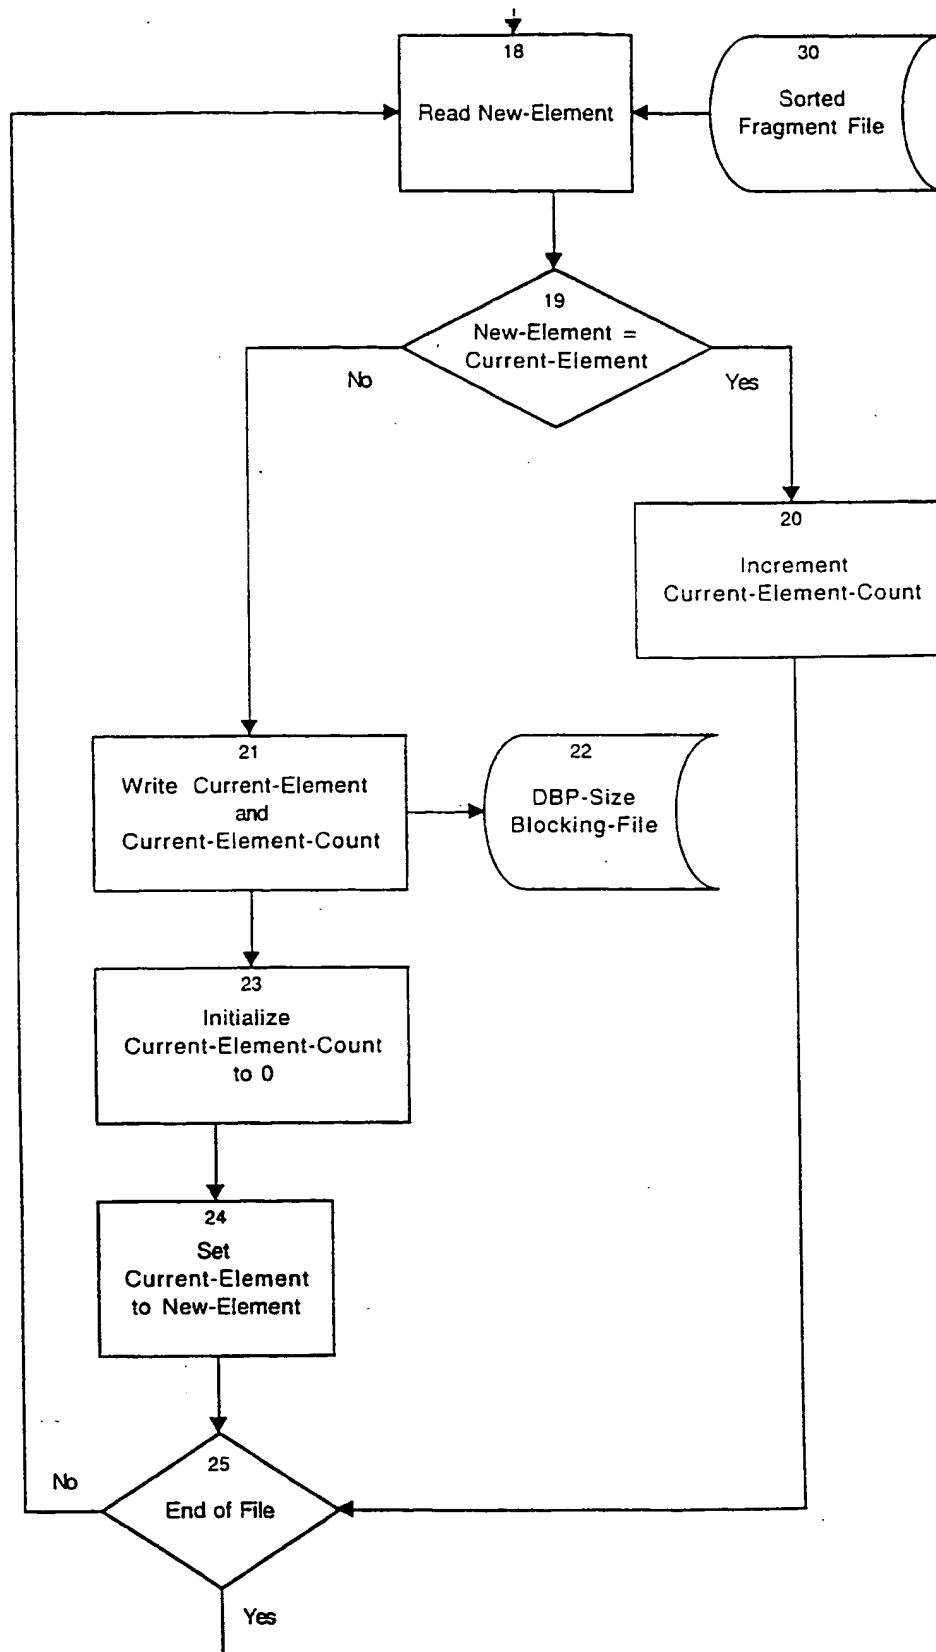 18
Read New-Element
30
Sorted
Fragment File
19
New-Element =
Current-Element
No
Yes
20
Increment
Current-Element-Count
21
Write Current-Element
and
Current-Element-Count
22
DBP-Size
Blocking-File
23
Initialize
Current-Element-Count
to 0
24
Set
Current-Element
to New-Element
25
End of File
No
Yes